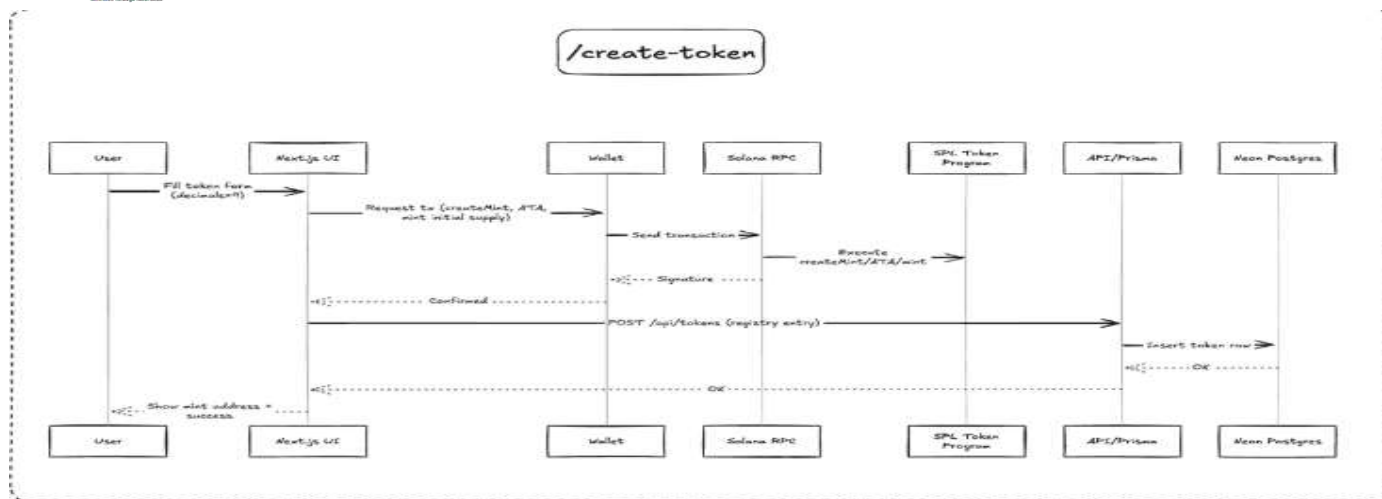 /create-token
User
Next.js UI
Wallet
Solana RPC
SPL Token
Program
API/Prisma
Neon Postgres
Fill token form
(decimals=9)
Request tx (createMint, ATA,
mint initial supply)
Send transaction
Execute
createMint/ATA/mint
Signature
Confirmed
POST /api/tokens (registry entry)
Insert token row
OK
OK
Show mint address +
success
User
Next.js UI
Wallet
Solana RPC
SPL Token
Program
API/Prisma
Neon Postgres